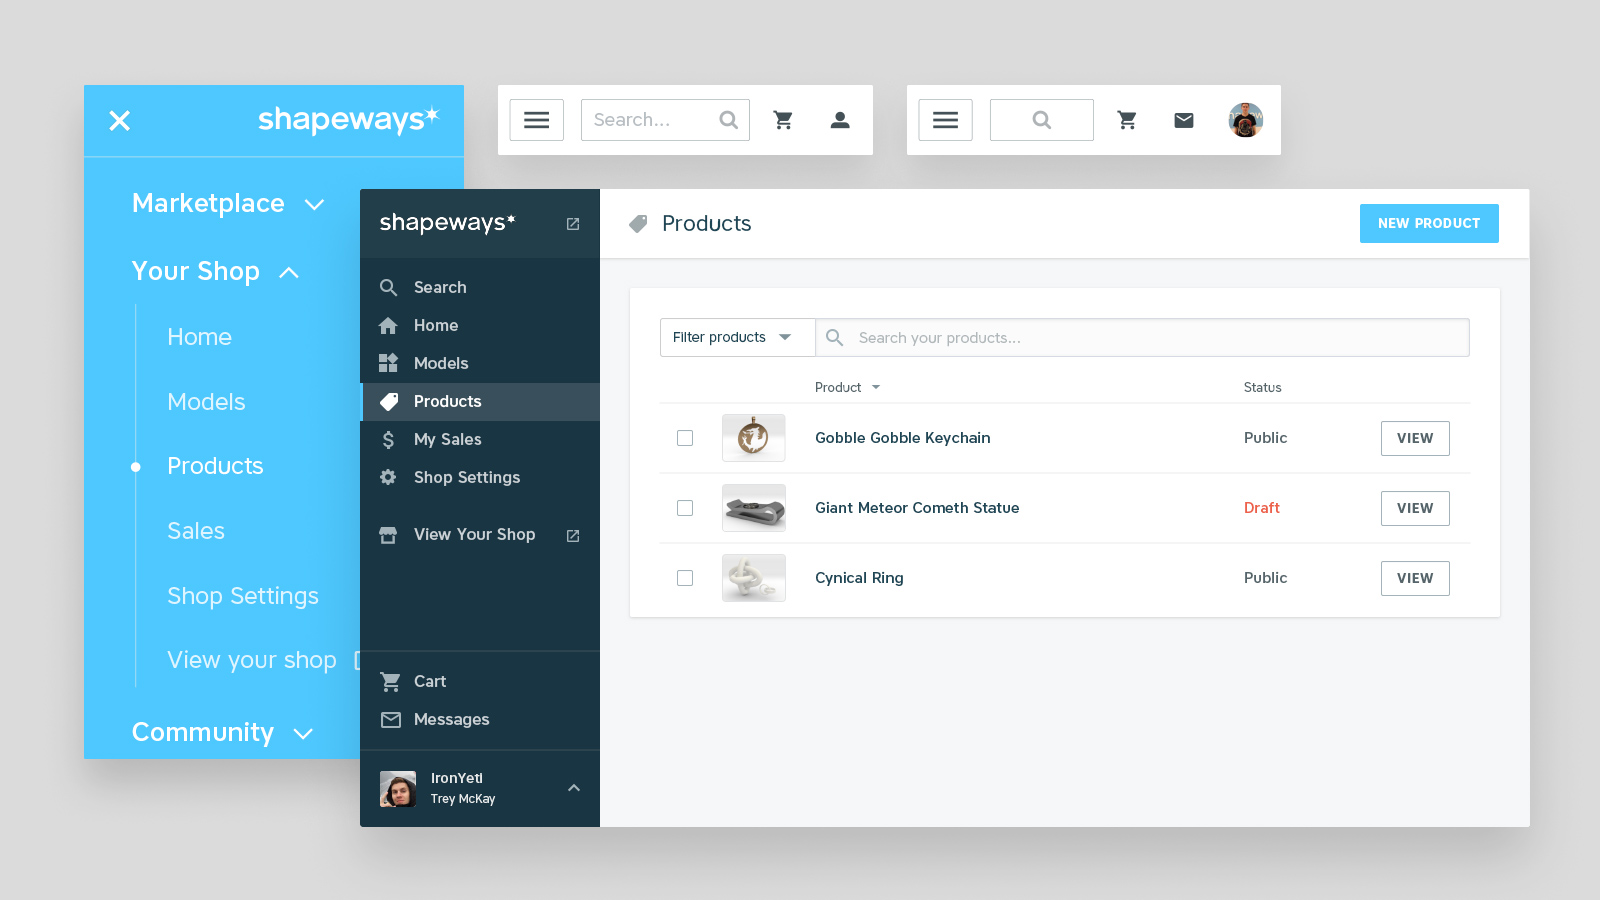 shapeways*
Marketplace
Your Shop
Home
Models
Products
Sales
Shop Settings
View your shop
Community
Search...
shapeways*
Search
Home
Models
Products
My Sales
Shop Settings
View Your Shop
Cart
Messages
IronYeti
Trey McKay
Products
NEW PRODUCT
Filter products
Search your products...
Product Status
Gobble Gobble Keychain Public VIEW
Giant Meteor Cometh Statue Draft VIEW
Cynical Ring Public VIEW